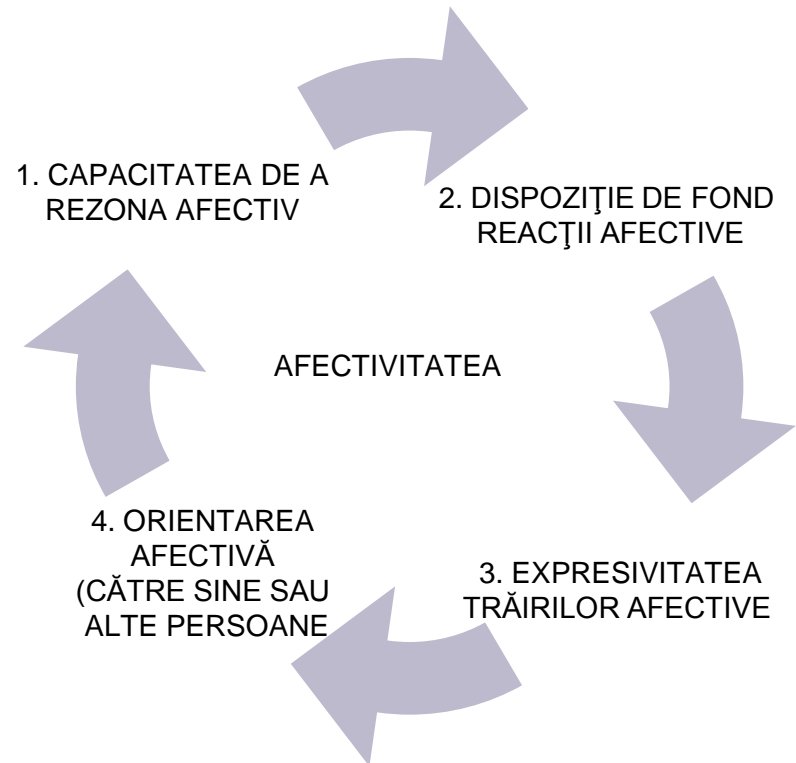 1. CAPACITATEA DE A
REZONA AFECTIV
2. DISPOZIŢIE DE FOND
REACŢII AFECTIVE
AFECTIVITATEA
3. EXPRESIVITATEA
TRĂIRILOR AFECTIVE
4. ORIENTAREA
AFECTIVĂ
(CĂTRE SINE SAU
ALTE PERSOANE